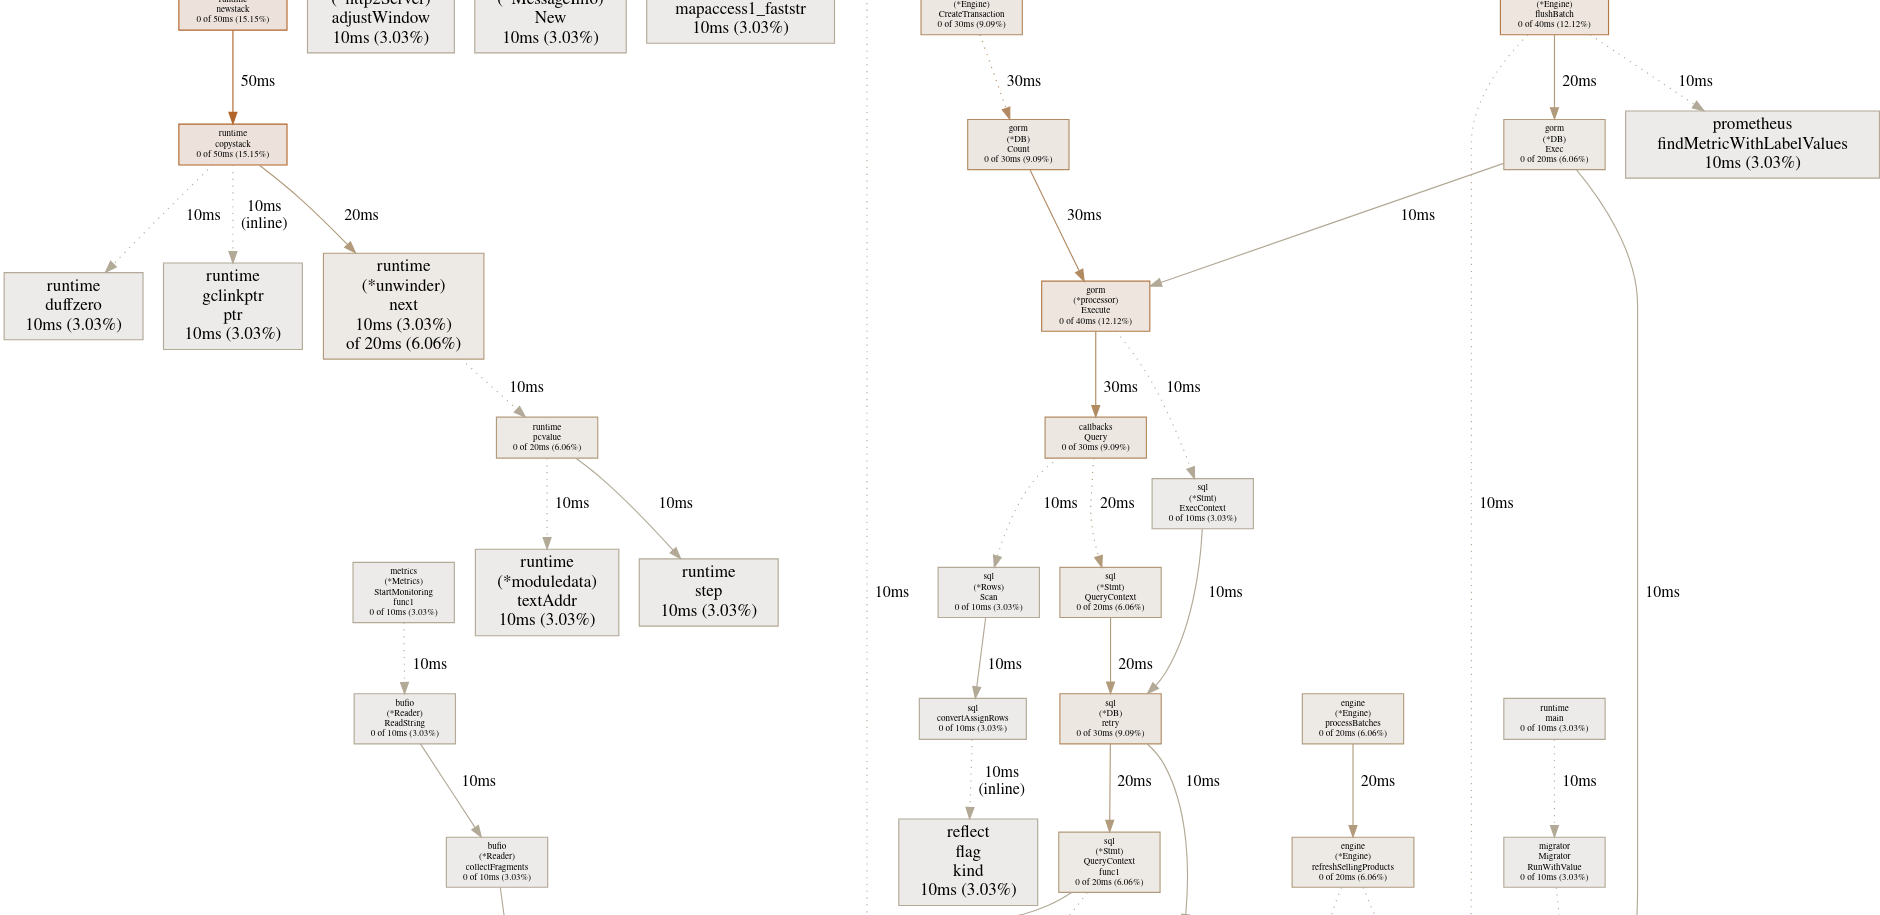 runtime
newstack
0 of 50ms (15.15%)
(*http2Server)
adjustWindow
10ms (3.03%)
(*MessageInfo)
New
10ms (3.03%)
mapaccess1_faststr
10ms (3.03%)
(*Engine)
CreateTransaction
0 of 30ms (9.09%)
(*Engine)
flushBatch
0 of 40ms (12.12%)
50ms
30ms
20ms
10ms
runtime
copystack
0 of 50ms (15.15%)
gorm
(*DB)
Count
0 of 30ms (9.09%)
gorm
(*DB)
Exec
0 of 20ms (6.06%)
prometheus
findMetricWithLabelValues
10ms (3.03%)
10ms
10ms
(inline)
20ms
30ms
10ms
runtime
duffzero
10ms (3.03%)
runtime
gclinkptr
ptr
10ms (3.03%)
runtime
(*unwinder)
next
10ms (3.03%)
of 20ms (6.06%)
gorm
(*processor)
Execute
0 of 40ms (12.12%)
10ms
30ms
10ms
runtime
pcvalue
0 of 20ms (6.06%)
callbacks
Query
0 of 30ms (9.09%)
10ms
10ms
10ms
20ms
sql
(*Stmt)
ExecContext
0 of 10ms (3.03%)
10ms
metrics
(*Metrics)
StartMonitoring
func1
0 of 10ms (3.03%)
runtime
(*moduledata)
textAddr
10ms (3.03%)
runtime
step
10ms (3.03%)
10ms
sql
(*Rows)
Scan
0 of 10ms (3.03%)
sql
(*Stmt)
QueryContext
0 of 20ms (6.06%)
10ms
10ms
10ms
10ms
20ms
bufio
(*Reader)
ReadString
0 of 10ms (3.03%)
sql
convertAssignRows
0 of 10ms (3.03%)
sql
(*DB)
retry
0 of 30ms (9.09%)
engine
(*Engine)
processBatches
0 of 20ms (6.06%)
runtime
main
0 of 10ms (3.03%)
10ms
10ms
(inline)
20ms
10ms
20ms
10ms
bufio
(*Reader)
collectFragments
0 of 10ms (3.03%)
reflect
flag
kind
10ms (3.03%)
sql
(*Stmt)
QueryContext
func1
0 of 20ms (6.06%)
engine
(*Engine)
refreshSellingProducts
0 of 20ms (6.06%)
migrator
Migrator
RunWithValue
0 of 10ms (3.03%)